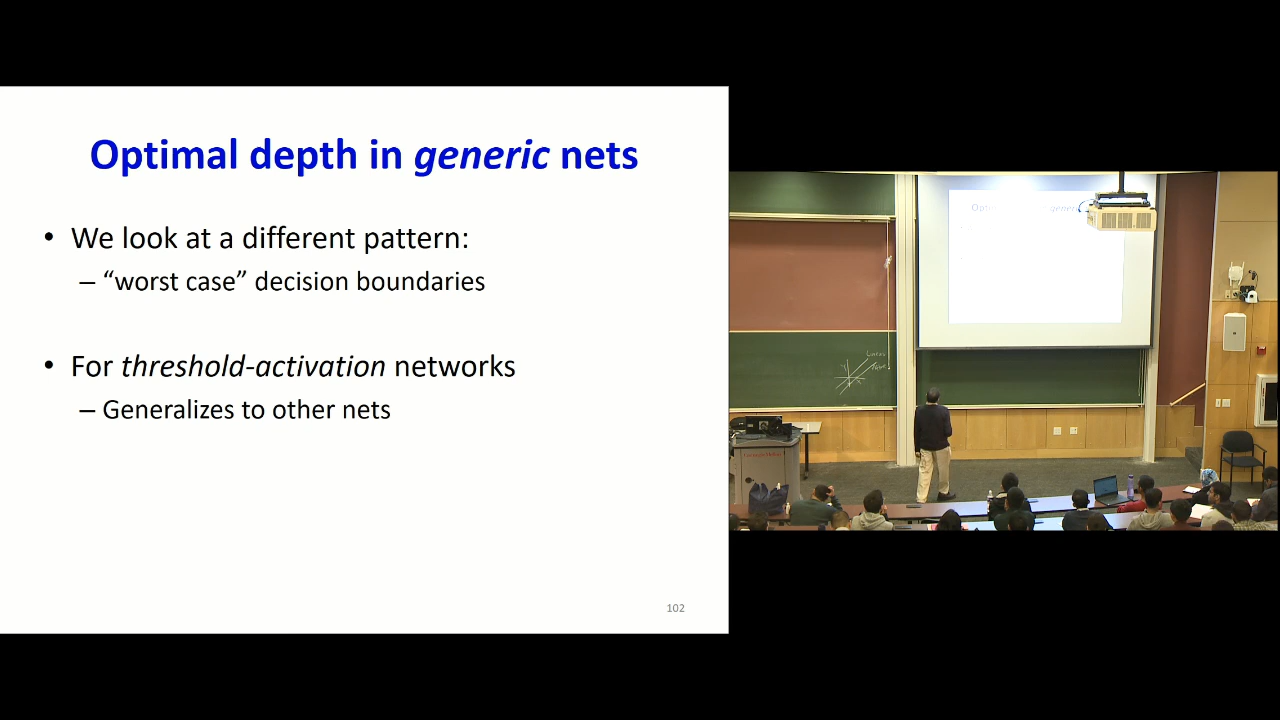 Optimal depth in generic nets
• We look at a different pattern:
– “worst case” decision boundaries
• For threshold-activation networks
– Generalizes to other nets
102